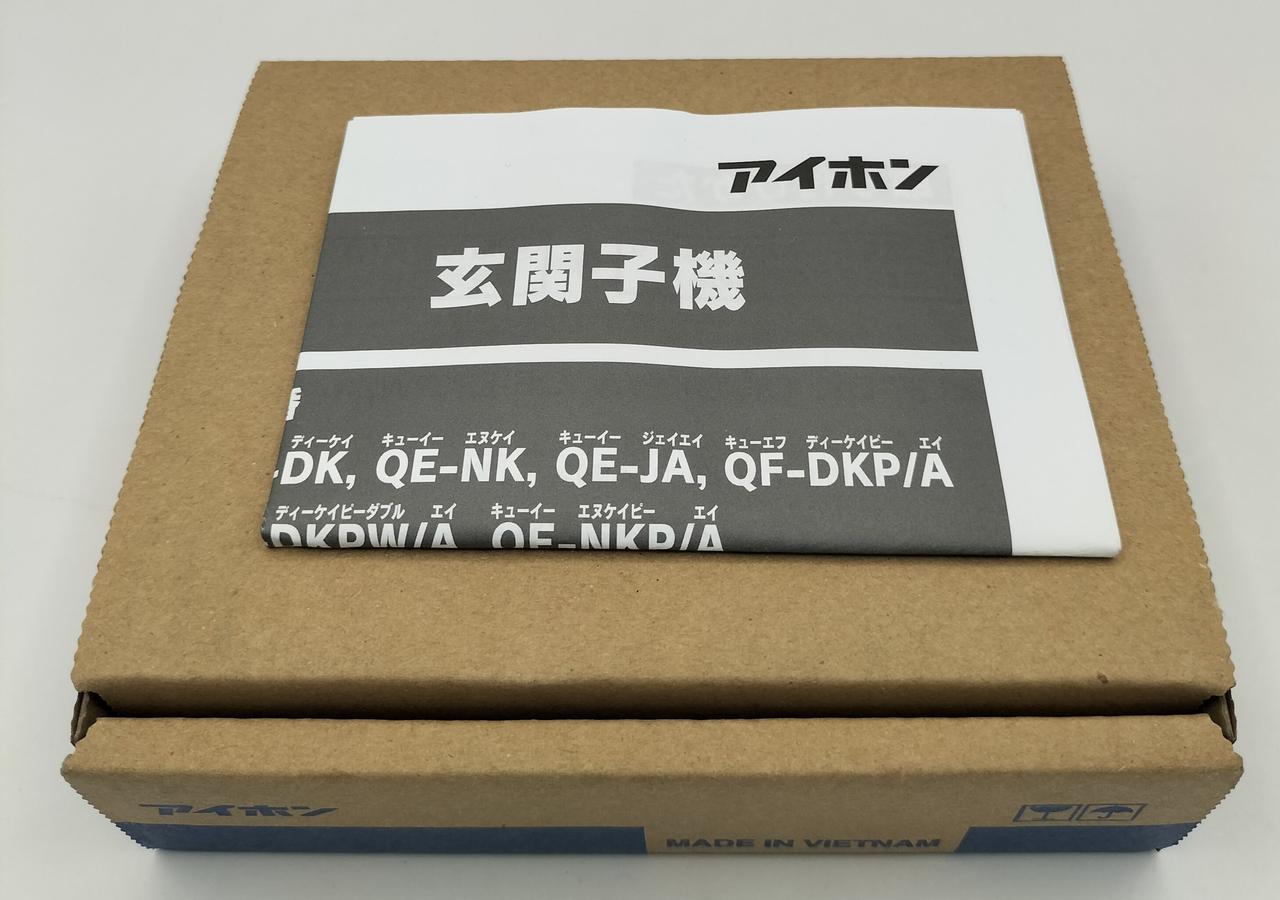 アイホン
玄関子機
番
ディーケイ キューイー エヌケイ キューイー ジェイエイ キューエフ ディーケイピー エイ
-DK, QE-NK, QE-JA, QF-DKP/A
ディーケイピーダブル エイ キューイー エヌケイピー エイ
DKPW/A QE-NKP/A
アイホン
MADE IN VIETNAM